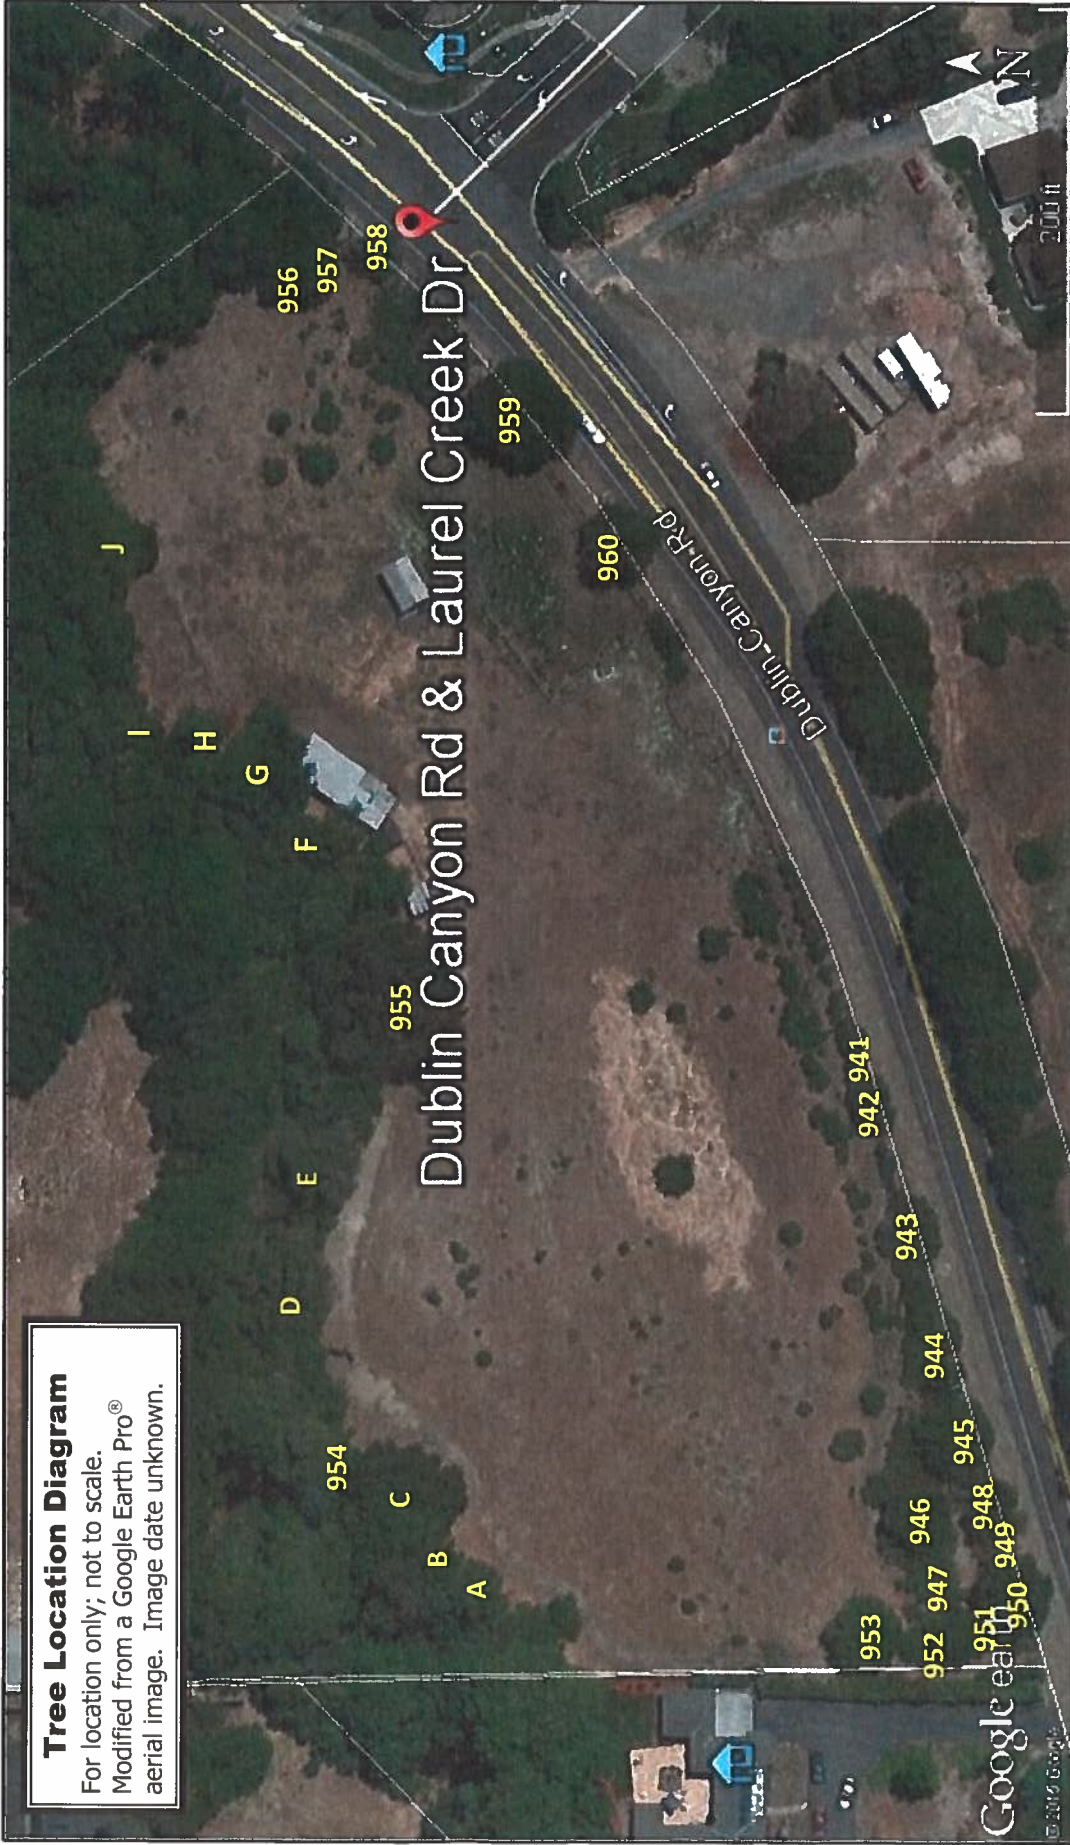 Tree Location Diagram
For location only; not to scale.
Modified from a Google Earth Pro®
aerial image. Image date unknown.
J
I
H
G
F
E
D
C
B
A
954
955
956
957
958
Dublin Canyon Rd & Laurel Creek Dr
959
960
Dublin Canyon Rd
941
942
943
944
945
946
947
948
949
950
951
952
953
Google earth
© 2016 Google
N
200 ft